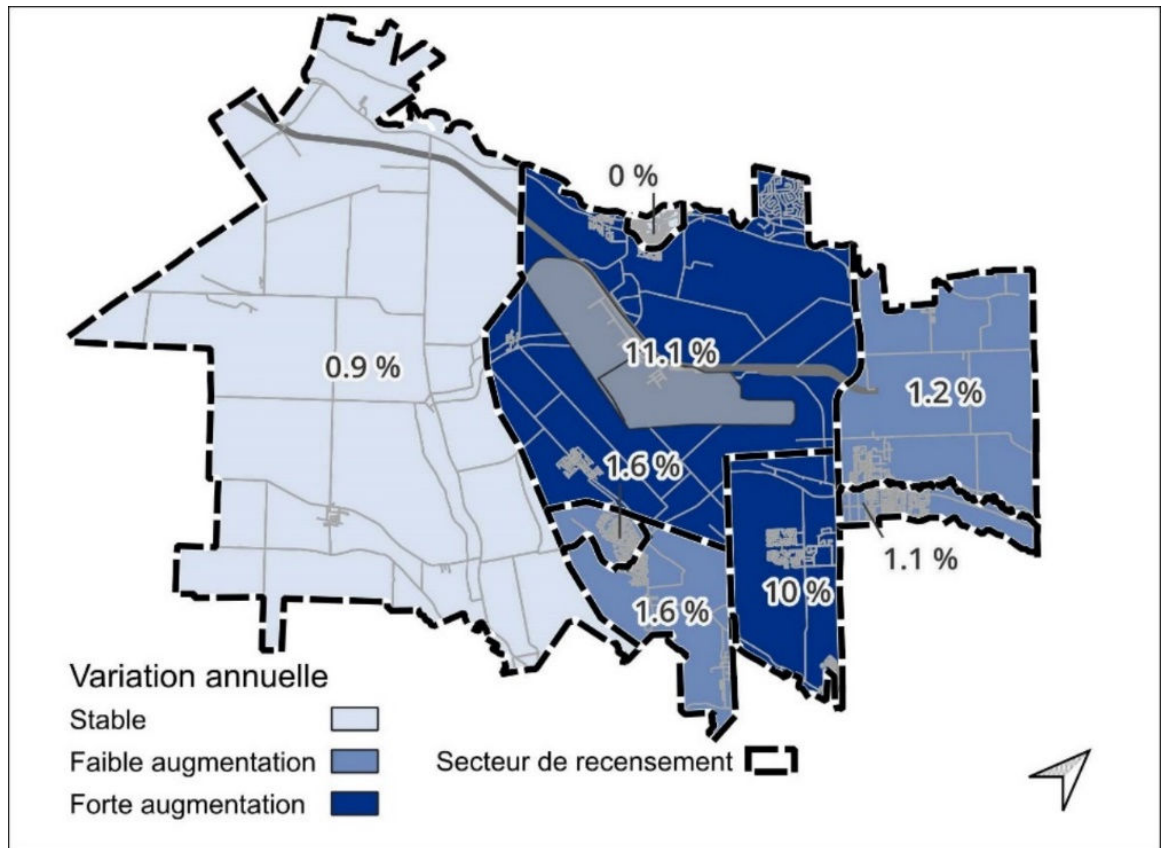 0 %
11.1 %
0.9 %
1.2 %
1.6 %
1.1 %
10 %
1.6 %
Variation annuelle
Stable
Faible augmentation
Secteur de recensement
Forte augmentation